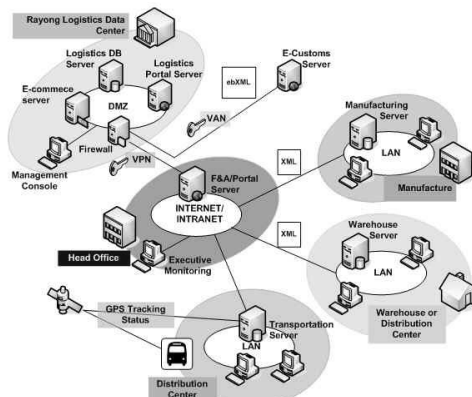 Rayong Logistics Data
Center
Logistics DB
Server
Logistics
Portal Server
E-Customs
Server
ebXML
E-commece
server
DMZ
VAN
Manufacturing Server
Firewall
XML
LAN
Management
Console
VPN
F&A/Portal
Server
Manufacture
INTERNET/
INTRANET
XML
Warehouse
Server
Head Office
Executive
Monitoring
LAN
GPS Tracking
Status
Transportation
Server
Warehouse or
Distribution
Center
LAN
Distribution
Center